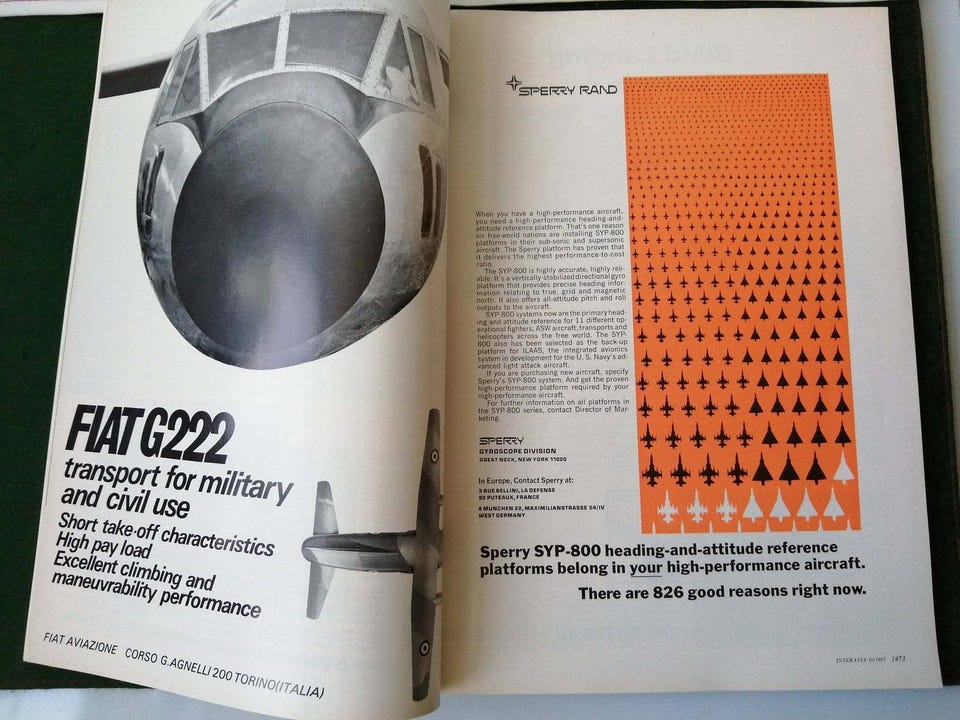 FIAT G222
transport for military
and civil use
Short take-off characteristics
High pay load
Excellent climbing and
maneuvrability performance
FIAT AVIAZIONE CORSO G.AGNELLI 200 TORINO(ITALIA)
SPERRY RAND
When you have a high-performance aircraft,
you need a high-performance heading-and-
attitude reference platform. That's one reason
six free-world nations are installing SYP-800
platforms in their sub-sonic and supersonic
aircraft. The Sperry platform has proven that
it delivers the highest performance-to-cost
ratio.
The SYP-800 is highly accurate, highly reli-
able. It's a vertically-stabilized directional gyro
platform that provides precise heading infor-
mation relating to true, grid and magnetic
north. It also offers all-attitude pitch and roll
outputs to the aircraft.
SYP-800 systems now are the primary head-
ing and attitude reference for 11 different op-
erational fighters, ASW aircraft, transports and
helicopters across the free world. The SYP-
800 also has been selected as the back-up
platform for ILAAS, the integrated avionics
system in development for the U. S. Navy's ad-
vanced light attack aircraft.
If you are purchasing new aircraft, specify
Sperry's SYP-800 system. And get the proven
high-performance platform required by your
high-performance aircraft.
For further information on all platforms in
the SYP-800 series, contact Director of Mar-
keting.
SPERRY
GYROSCOPE DIVISION
GREAT NECK, NEW YORK 11020
In Europe, Contact Sperry at:
3 RUE BELLINI, LA DEFENSE
92 PUTEAUX, FRANCE
8 MUNCHEN 22, MAXIMILIANSTRASSE 54/IV
WEST GERMANY
Sperry SYP-800 heading-and-attitude reference
platforms belong in your high-performance aircraft.
There are 826 good reasons right now.
INTERAVIA 10/1967 1473